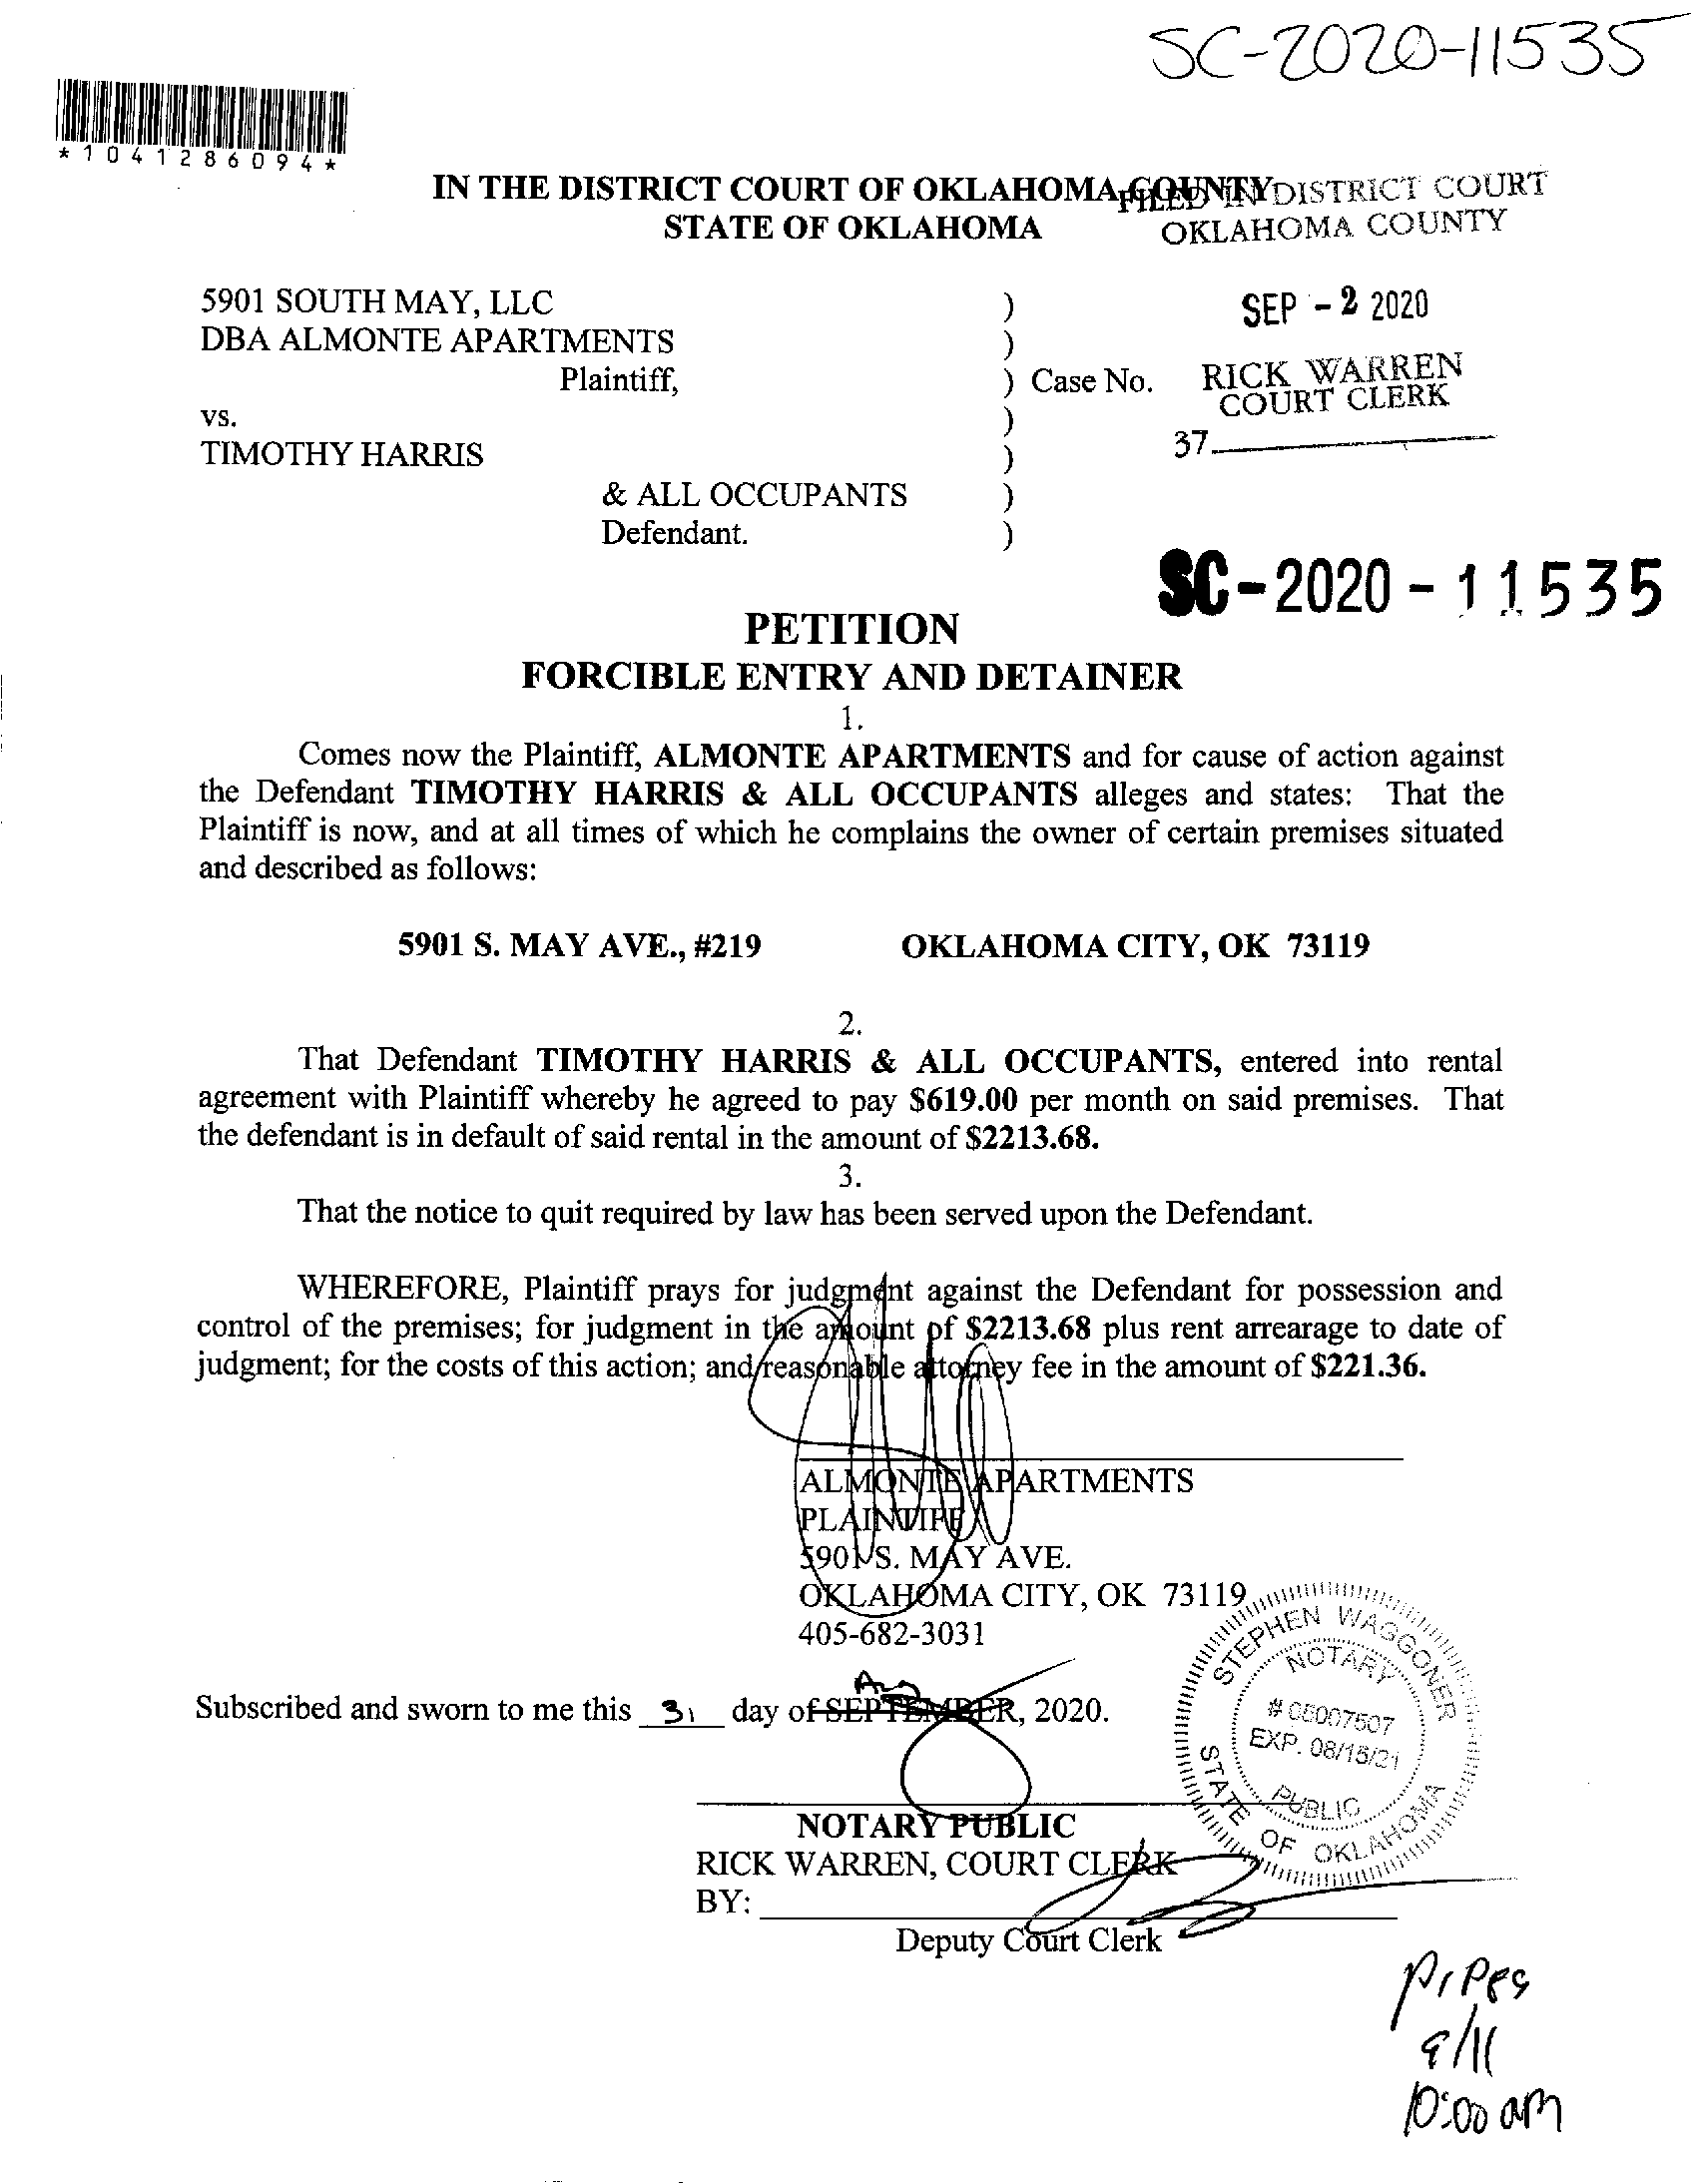 SC-2020-11535
*1041286094*
IN THE DISTRICT COURT OF OKLAHOMA COUNTY
STATE OF OKLAHOMA
FILED IN DISTRICT COURT
OKLAHOMA COUNTY
SEP - 2 2020
RICK WARREN
COURT CLERK
37
5901 SOUTH MAY, LLC )
DBA ALMONTE APARTMENTS )
Plaintiff, ) Case No.
vs. )
TIMOTHY HARRIS )
& ALL OCCUPANTS )
Defendant. )
SC-2020-11535
PETITION
FORCIBLE ENTRY AND DETAINER
1.
Comes now the Plaintiff, ALMONTE APARTMENTS and for cause of action against
the Defendant TIMOTHY HARRIS & ALL OCCUPANTS alleges and states: That the
Plaintiff is now, and at all times of which he complains the owner of certain premises situated
and described as follows:
5901 S. MAY AVE., #219 OKLAHOMA CITY, OK 73119
2.
That Defendant TIMOTHY HARRIS & ALL OCCUPANTS, entered into rental
agreement with Plaintiff whereby he agreed to pay $619.00 per month on said premises. That
the defendant is in default of said rental in the amount of $2213.68.
3.
That the notice to quit required by law has been served upon the Defendant.
WHEREFORE, Plaintiff prays for judgment against the Defendant for possession and
control of the premises; for judgment in the amount of $2213.68 plus rent arrearage to date of
judgment; for the costs of this action; and reasonable attorney fee in the amount of $221.36.
ALMONTE APARTMENTS
PLAINTIFF
5901 S. MAY AVE.
OKLAHOMA CITY, OK 73119
405-682-3031
Aug
Subscribed and sworn to me this 31 day of SEPTEMBER, 2020.
STEPHEN WAGGONER
NOTARY
# 05007507
EXP. 08/15/21
PUBLIC
STATE OF OKLAHOMA
NOTARY PUBLIC
RICK WARREN, COURT CLERK
BY:
Deputy Court Clerk
Pipes
9/11
10:00 am